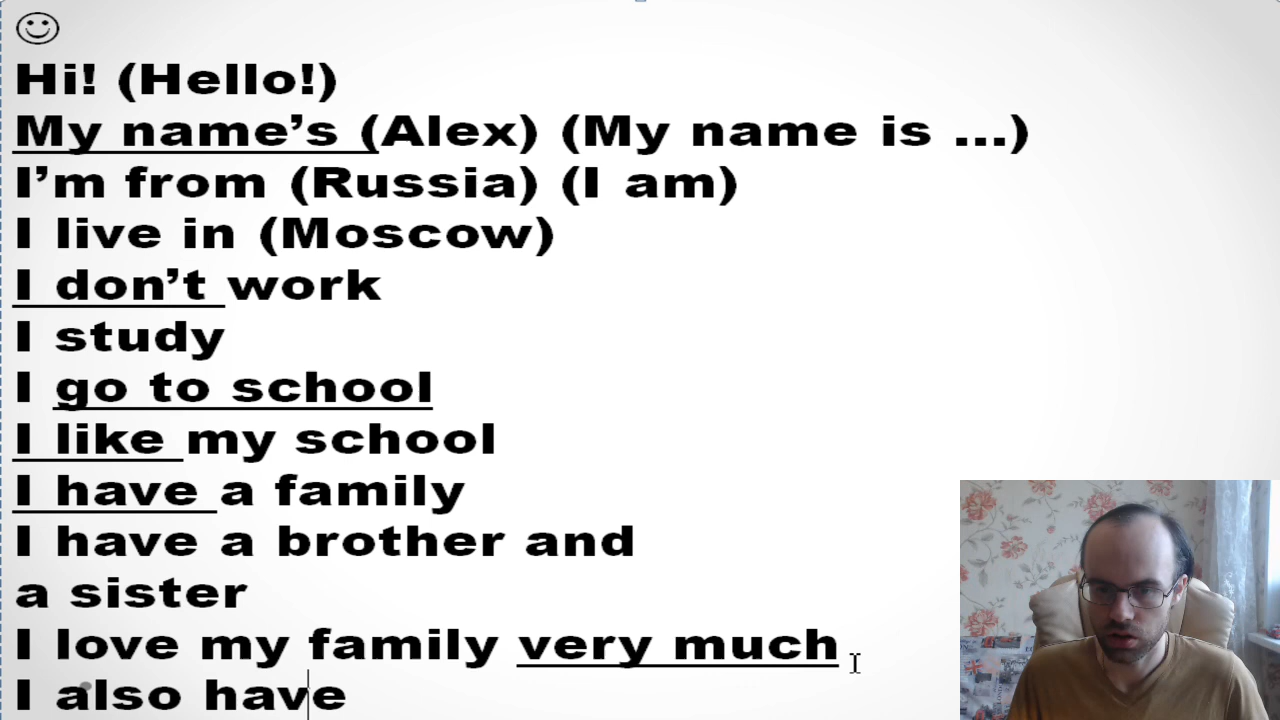 Hi! (Hello!)
My name’s (Alex) (My name is ...)
I’m from (Russia) (I am)
I live in (Moscow)
I don’t work
I study
I go to school
I like my school
I have a family
I have a brother and
a sister
I love my family very much
I also have